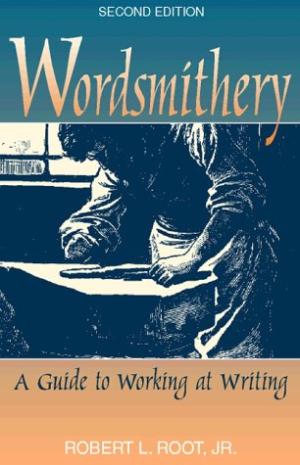 SECOND EDITION
Wordsmithery
A Guide to Working at Writing
ROBERT L. ROOT, JR.